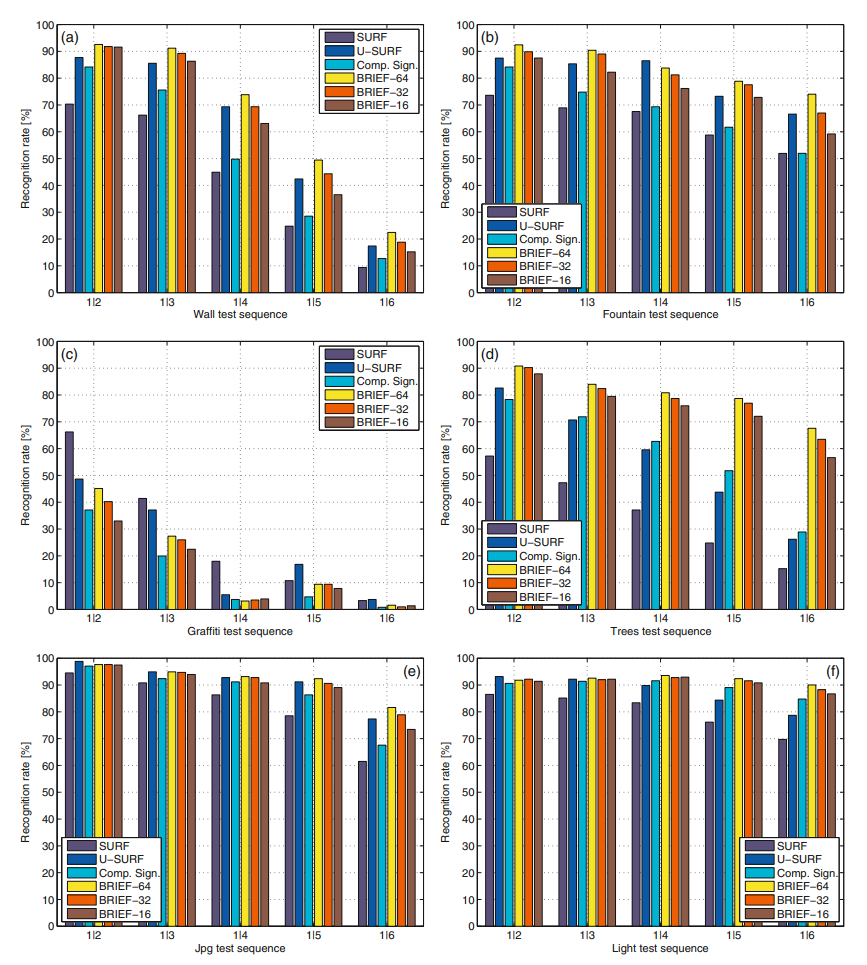 (a)
Recognition rate [%]
100
90
80
70
60
50
40
30
20
10
0
SURF
U-SURF
Comp. Sign.
BRIEF-64
BRIEF-32
BRIEF-16
1|2 1|3 1|4 1|5 1|6
Wall test sequence
(b)
Recognition rate [%]
100
90
80
70
60
50
40
30
20
10
0
SURF
U-SURF
Comp. Sign.
BRIEF-64
BRIEF-32
BRIEF-16
1|2 1|3 1|4 1|5 1|6
Fountain test sequence
(c)
Recognition rate [%]
100
90
80
70
60
50
40
30
20
10
0
SURF
U-SURF
Comp. Sign.
BRIEF-64
BRIEF-32
BRIEF-16
1|2 1|3 1|4 1|5 1|6
Graffiti test sequence
(d)
Recognition rate [%]
100
90
80
70
60
50
40
30
20
10
0
SURF
U-SURF
Comp. Sign.
BRIEF-64
BRIEF-32
BRIEF-16
1|2 1|3 1|4 1|5 1|6
Trees test sequence
(e)
Recognition rate [%]
100
90
80
70
60
50
40
30
20
10
0
SURF
U-SURF
Comp. Sign.
BRIEF-64
BRIEF-32
BRIEF-16
1|2 1|3 1|4 1|5 1|6
Jpg test sequence
(f)
Recognition rate [%]
100
90
80
70
60
50
40
30
20
10
0
SURF
U-SURF
Comp. Sign.
BRIEF-64
BRIEF-32
BRIEF-16
1|2 1|3 1|4 1|5 1|6
Light test sequence